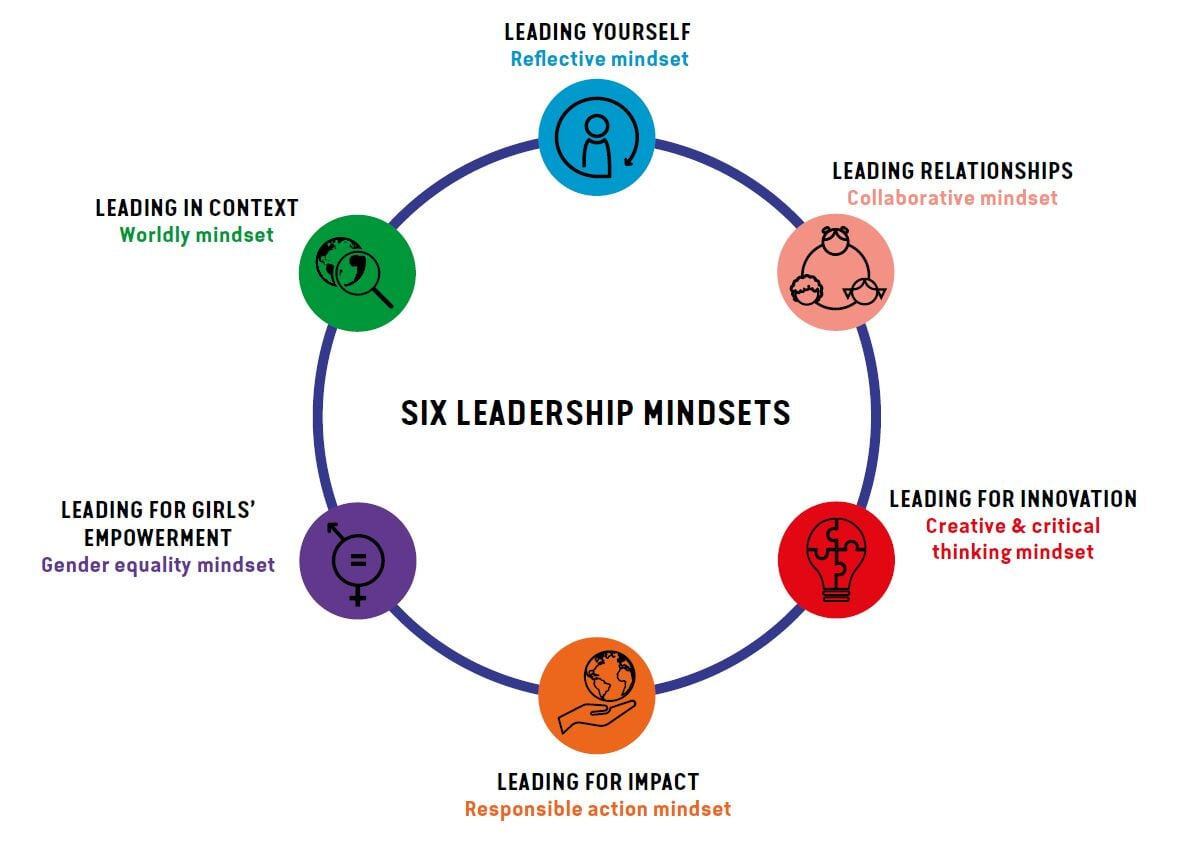 LEADING YOURSELF
Reflective mindset
LEADING RELATIONSHIPS
Collaborative mindset
LEADING IN CONTEXT
Worldly mindset
SIX LEADERSHIP MINDSETS
LEADING FOR INNOVATION
Creative & critical
thinking mindset
LEADING FOR GIRLS’
EMPOWERMENT
Gender equality mindset
LEADING FOR IMPACT
Responsible action mindset